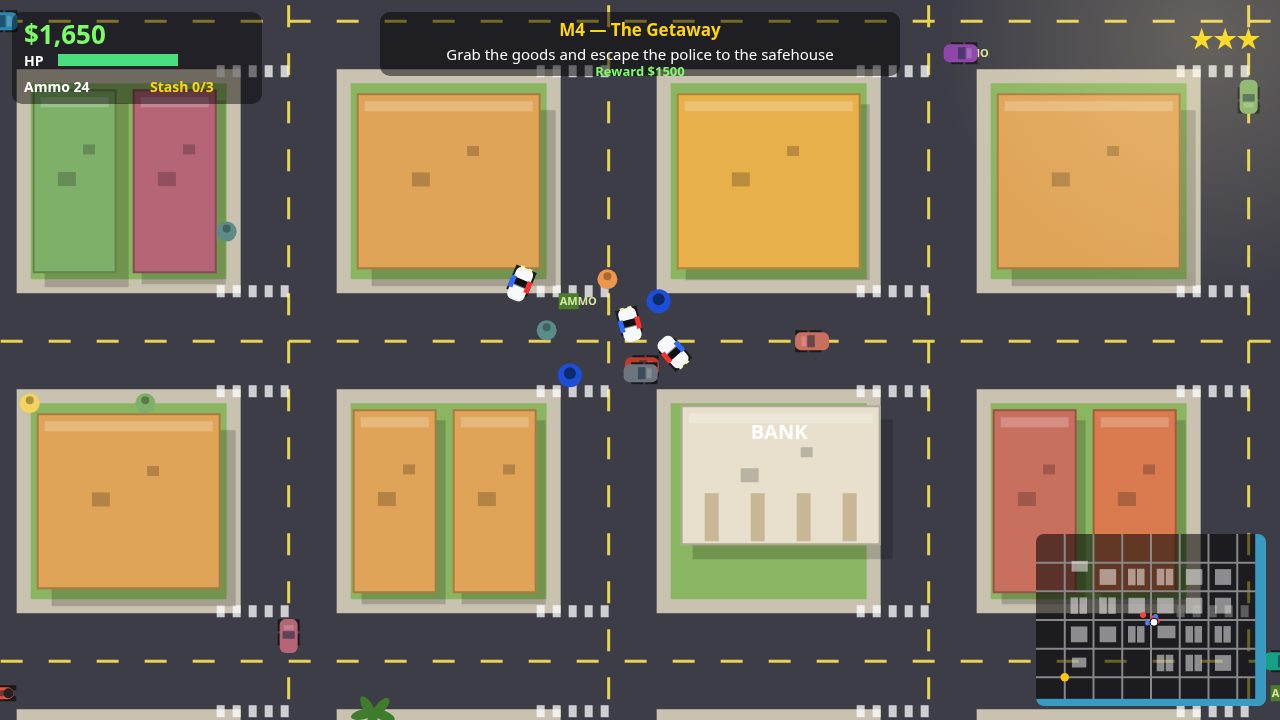 $1,650
HP
Ammo 24 Stash 0/3
M4 — The Getaway
Grab the goods and escape the police to the safehouse
Reward $1500
★★★
AMMO
BANK